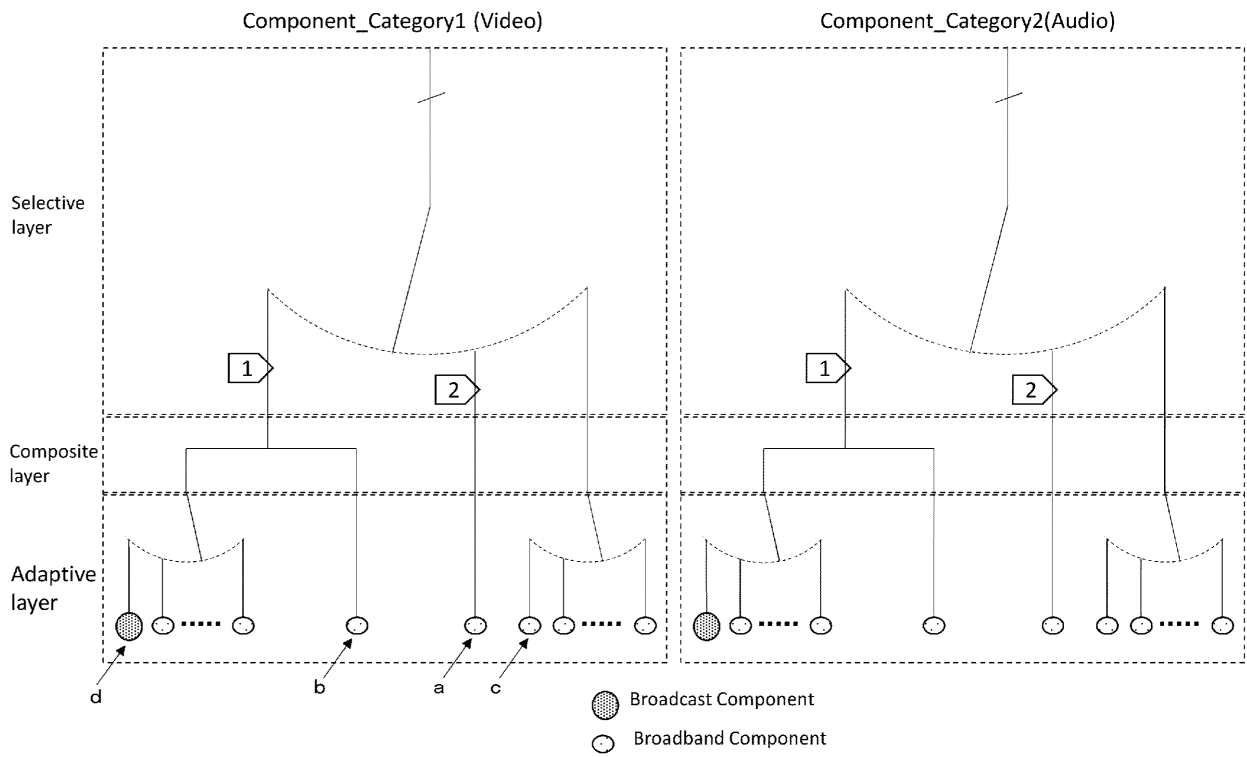 Component_Category1 (Video)
Component_Category2(Audio)
Selective
layer
1
2
1
2
Composite
layer
Adaptive
layer
d
b
a
c
Broadcast Component
Broadband Component